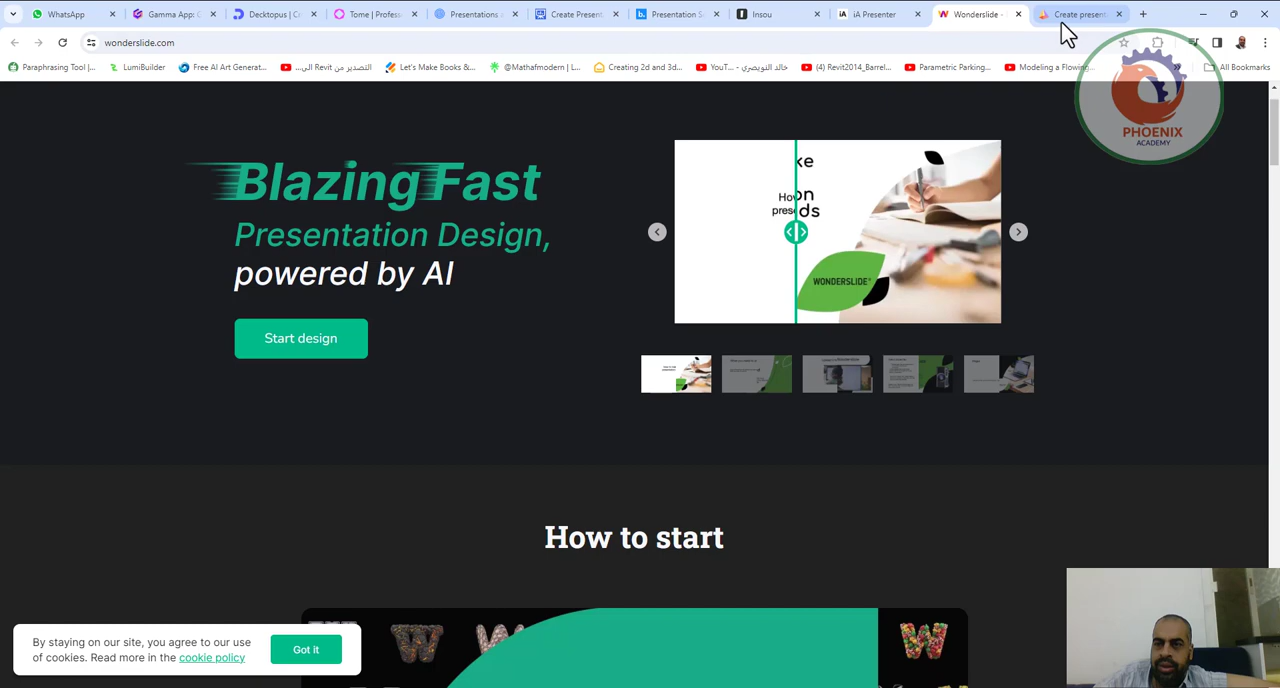 WhatsApp
Gamma App: G
Decktopus | C
Tome | Profess
Presentations a
Create Present
Presentation S
Insou
iA Presenter
Wonderslide -
Create present
wonderslide.com
Paraphrasing Tool |...
LumiBuilder
Free AI Art Generat...
التصدير من Revit الى...
Let's Make Boo
@Mathafmodern | L...
Creating 2d and 3d...
خالد النويصري - YouT...
(4) Revit2014_Barrel...
Parametric Parking...
Modeling a Flowing...
»
All Bookmarks
PHOENIX
ACADEMY
Blazing Fast
Presentation Design,
powered by AI
Start design
WONDERSLIDE
How to start
By staying on our site, you agree to our use
of cookies. Read more in the cookie policy
Got it